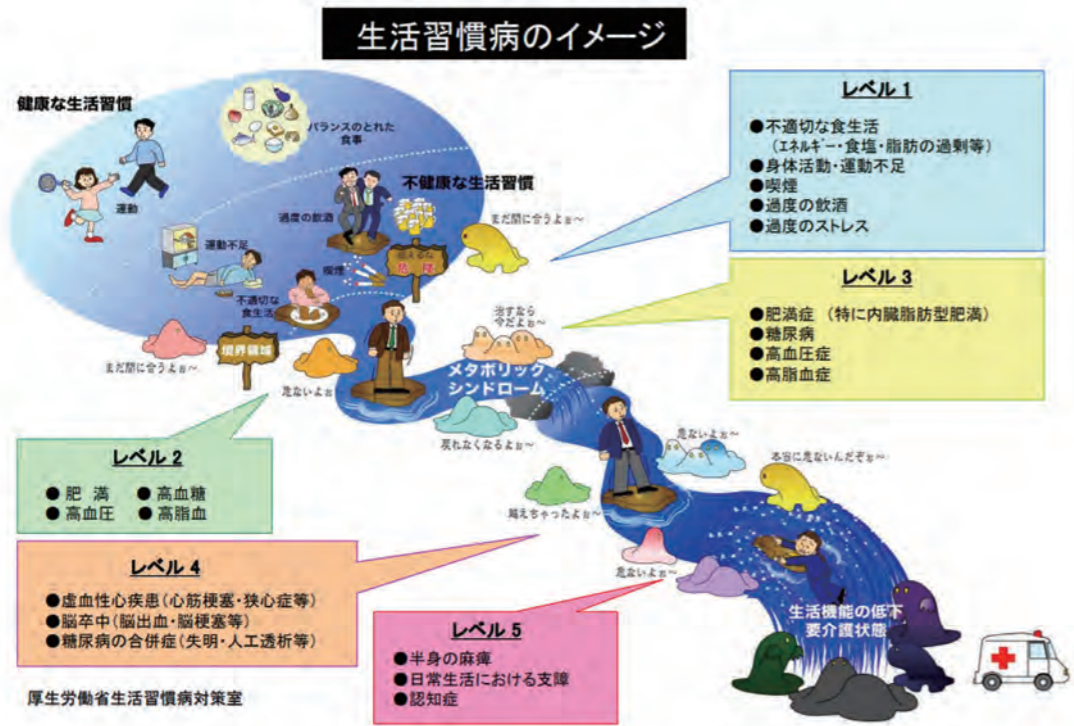 生活習慣病のイメージ
健康な生活習慣
運動
バランスのとれた
食事
不健康な生活習慣
過度の飲酒
まだ間に合うよぉ~
運動不足
喫煙
危険
不適切な
食生活
境界領域
まだ間に合うよぉ~
危ないよぉ
治すなら
今だよぉ~
メタボリック
シンドローム
戻れなくなるよぉ~
危ないよぉ~
本当に危ないんだぞぉ~
越えちゃったよぉ~
危ないよぉ~
生活機能の低下
要介護状態
レベル 1
●不適切な食生活
(エネルギー・食塩・脂肪の過剰等)
●身体活動・運動不足
●喫煙
●過度の飲酒
●過度のストレス
レベル 3
●肥満症 (特に内臓脂肪型肥満)
●糖尿病
●高血圧症
●高脂血症
レベル 2
●肥 満 ●高血糖
●高血圧 ●高脂血
レベル 4
●虚血性心疾患(心筋梗塞・狭心症等)
●脳卒中(脳出血・脳梗塞等)
●糖尿病の合併症(失明・人工透析等)
レベル 5
●半身の麻痺
●日常生活における支障
●認知症
厚生労働省生活習慣病対策室